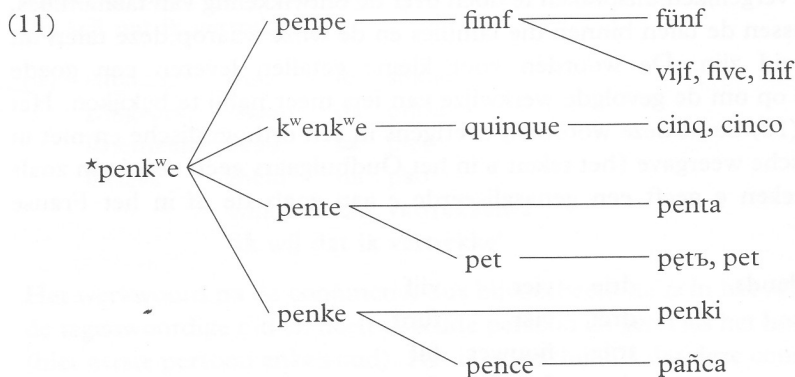 (11)
penpe fimf fünf
vijf, five, fiif
kʷenkʷe quinque cinq, cinco
★penkʷe
pente penta
pet pętъ, pet
penke penki
pence pañca